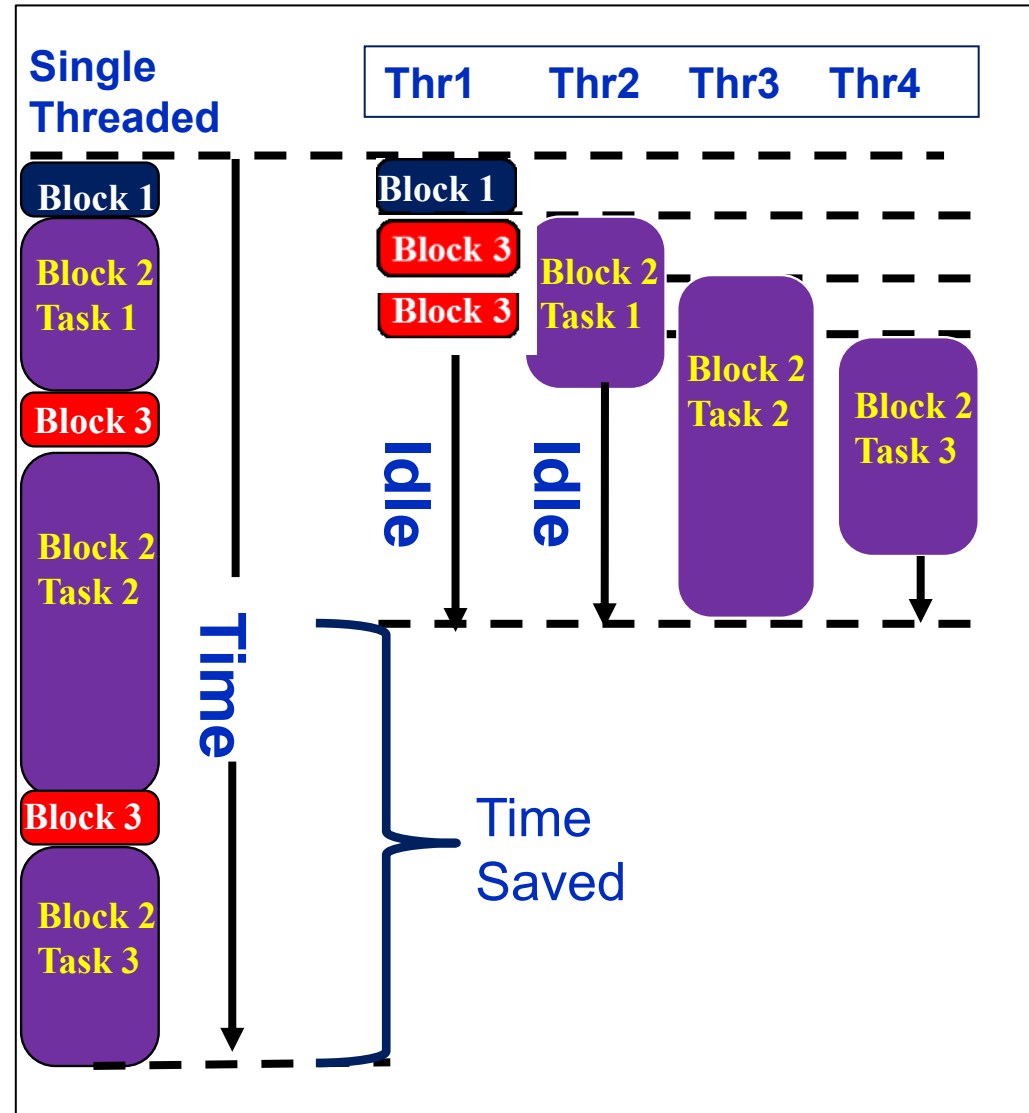 Single
Threaded
Thr1 Thr2 Thr3 Thr4
Block 1
Block 2
Task 1
Block 3
Block 2
Task 2
Block 3
Block 2
Task 3
Time
Block 1
Block 3
Block 3
Idle
Block 2
Task 1
Idle
Block 2
Task 2
Block 2
Task 3
Time
Saved